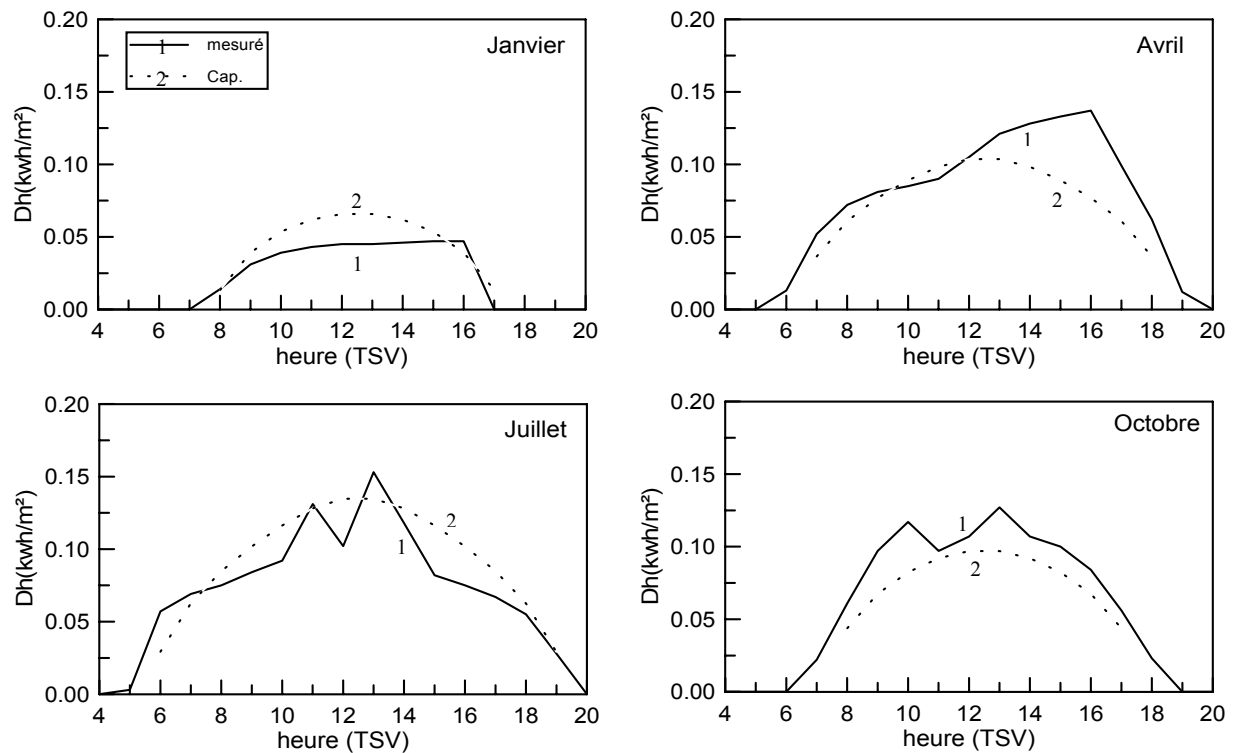 Janvier
1 mesuré
2 Cap.
Dh(kwh/m²)
0.20
0.15
0.10
0.05
0.00
2
1
4 6 8 10 12 14 16 18 20
heure (TSV)
Avril
Dh(kwh/m²)
0.20
0.15
0.10
0.05
0.00
1
2
4 6 8 10 12 14 16 18 20
heure (TSV)
Juillet
Dh(kwh/m²)
0.20
0.15
0.10
0.05
0.00
2
1
4 6 8 10 12 14 16 18 20
heure (TSV)
Octobre
Dh(kwh/m²)
0.20
0.15
0.10
0.05
0.00
1
2
4 6 8 10 12 14 16 18 20
heure (TSV)